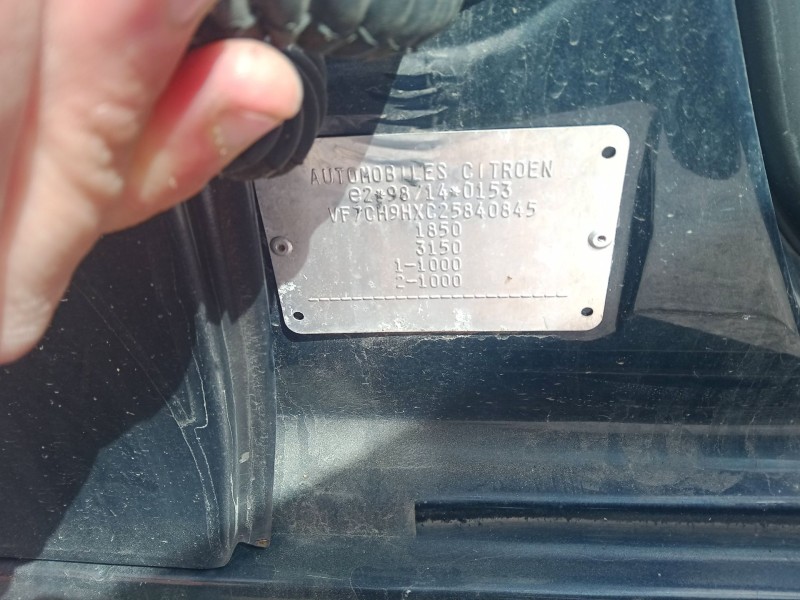 AUTOMOBILES CITROEN
e2*98/14*0153
VF7CH9HXC25840845
1850
3150
1-1000
2-1000